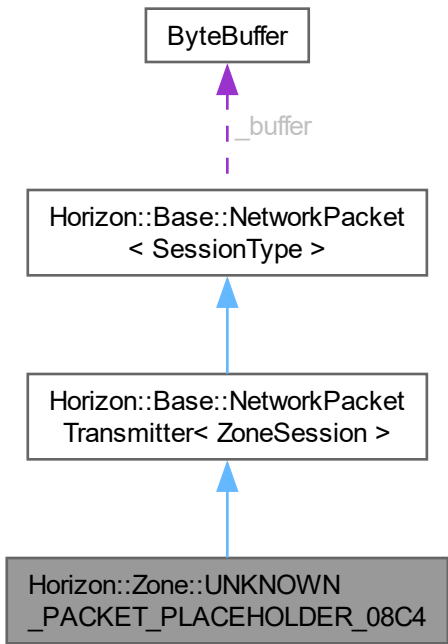 ByteBuffer
_buffer
Horizon::Base::NetworkPacket
< SessionType >
Horizon::Base::NetworkPacket
Transmitter< ZoneSession >
Horizon::Zone::UNKNOWN
_PACKET_PLACEHOLDER_08C4